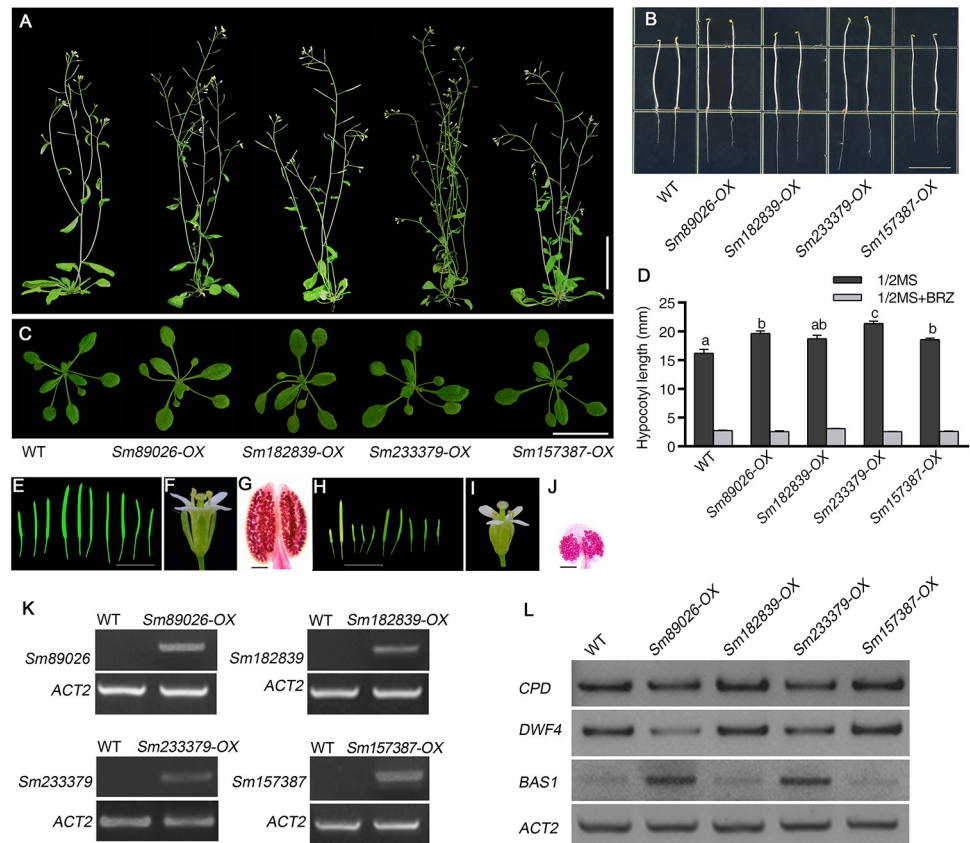 A
B
WT
Sm89026-OX
Sm182839-OX
Sm233379-OX
Sm157387-OX
C
WT Sm89026-OX Sm182839-OX Sm233379-OX Sm157387-OX
D
1/2MS
1/2MS+BRZ
Hypocotyl length (mm)
25
20
15
10
5
0
a b ab c b
WT
Sm89026-OX
Sm182839-OX
Sm233379-OX
Sm157387-OX
E F G H I J
K
WT Sm89026-OX
Sm89026
ACT2
WT Sm182839-OX
Sm182839
ACT2
WT Sm233379-OX
Sm233379
ACT2
WT Sm157387-OX
Sm157387
ACT2
L
WT
Sm89026-OX
Sm182839-OX
Sm233379-OX
Sm157387-OX
CPD
DWF4
BAS1
ACT2